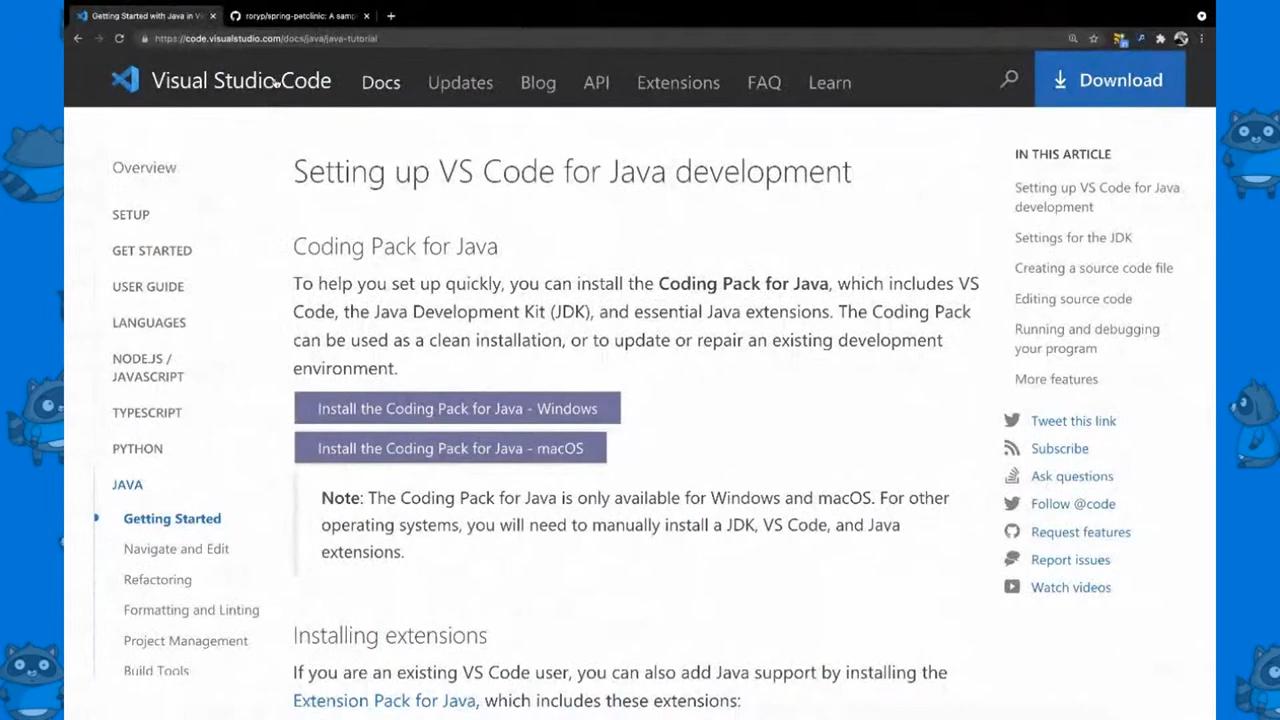 Getting Started with Java in V
roryp/spring-petclinic: A samp
https://code.visualstudio.com/docs/java/java-tutorial
Visual Studio Code
Docs
Updates
Blog
API
Extensions
FAQ
Learn
Download
Overview
SETUP
GET STARTED
USER GUIDE
LANGUAGES
NODE.JS /
JAVASCRIPT
TYPESCRIPT
PYTHON
JAVA
Getting Started
Navigate and Edit
Refactoring
Formatting and Linting
Project Management
Build Tools
Setting up VS Code for Java development
Coding Pack for Java
To help you set up quickly, you can install the Coding Pack for Java, which includes VS
Code, the Java Development Kit (JDK), and essential Java extensions. The Coding Pack
can be used as a clean installation, or to update or repair an existing development
environment.
Install the Coding Pack for Java - Windows
Install the Coding Pack for Java - macOS
Note: The Coding Pack for Java is only available for Windows and macOS. For other
operating systems, you will need to manually install a JDK, VS Code, and Java
extensions.
Installing extensions
If you are an existing VS Code user, you can also add Java support by installing the
Extension Pack for Java, which includes these extensions:
IN THIS ARTICLE
Setting up VS Code for Java
development
Settings for the JDK
Creating a source code file
Editing source code
Running and debugging
your program
More features
Tweet this link
Subscribe
Ask questions
Follow @code
Request features
Report issues
Watch videos